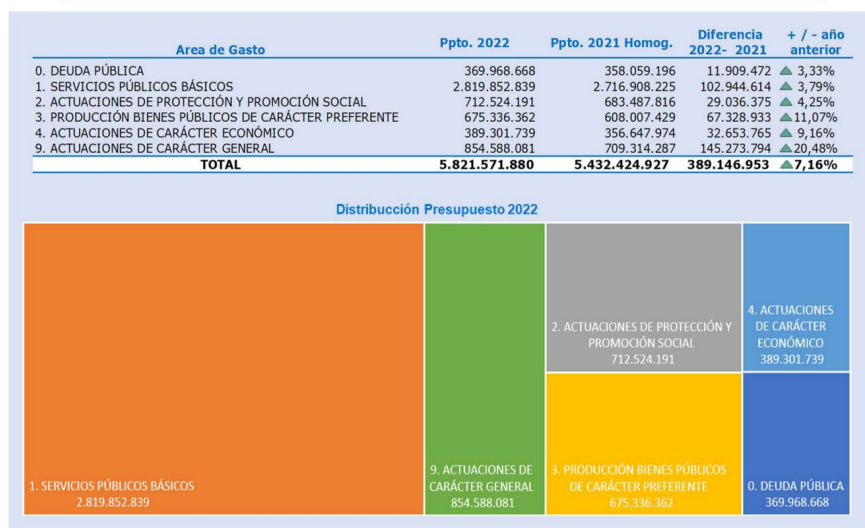 Area de Gasto Ppto. 2022 Ppto. 2021 Homog. Diferencia 2022- 2021 + / - año anterior
0. DEUDA PÚBLICA 369.968.668 358.059.196 11.909.472 3,33%
1. SERVICIOS PÚBLICOS BÁSICOS 2.819.852.839 2.716.908.225 102.944.614 3,79%
2. ACTUACIONES DE PROTECCIÓN Y PROMOCIÓN SOCIAL 712.524.191 683.487.816 29.036.375 4,25%
3. PRODUCCIÓN BIENES PÚBLICOS DE CARÁCTER PREFERENTE 675.336.362 608.007.429 67.328.933 11,07%
4. ACTUACIONES DE CARÁCTER ECONÓMICO 389.301.739 356.647.974 32.653.765 9,16%
9. ACTUACIONES DE CARÁCTER GENERAL 854.588.081 709.314.287 145.273.794 20,48%
TOTAL 5.821.571.880 5.432.424.927 389.146.953 7,16%
Distribucción Presupuesto 2022
1. SERVICIOS PÚBLICOS BÁSICOS
2.819.852.839
9. ACTUACIONES DE
CARÁCTER GENERAL
854.588.081
2. ACTUACIONES DE PROTECCIÓN Y
PROMOCIÓN SOCIAL
712.524.191
3. PRODUCCIÓN BIENES PÚBLICOS
DE CARÁCTER PREFERENTE
675.336.362
4. ACTUACIONES
DE CARÁCTER
ECONÓMICO
389.301.739
0. DEUDA PÚBLICA
369.968.668